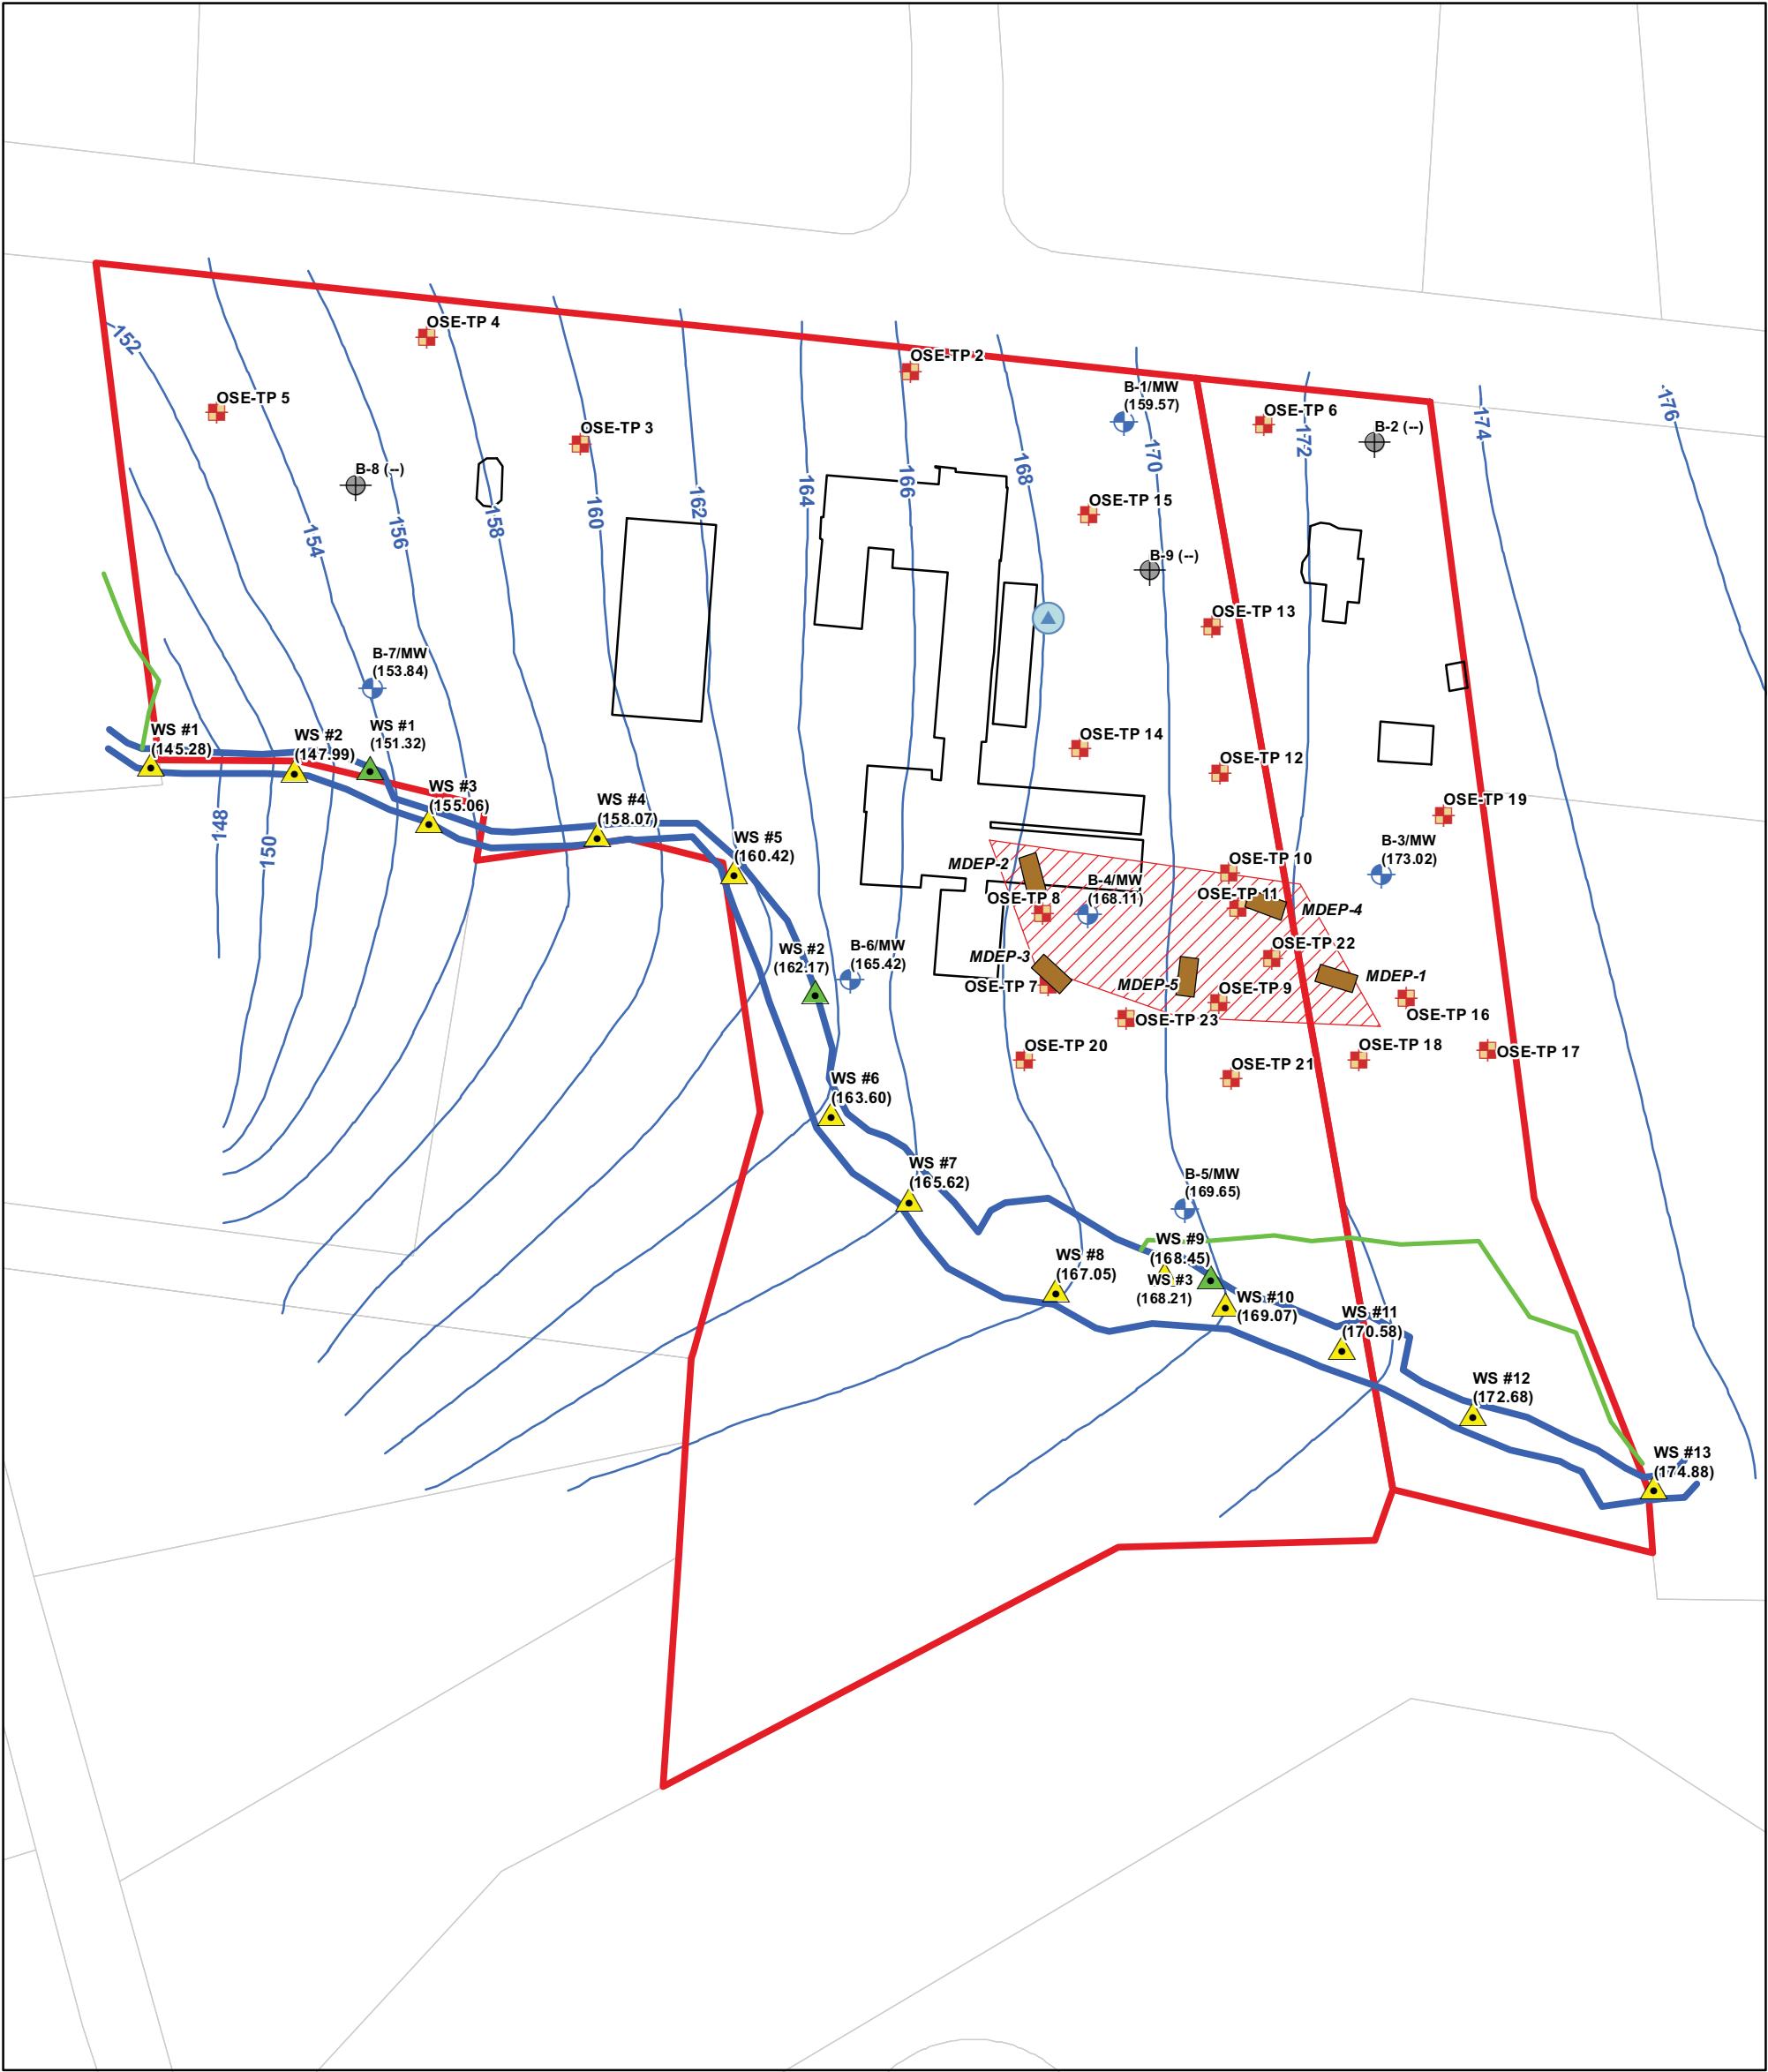 OSE-TP 4
152
OSE-TP 2
B-1/MW
(159.57)
OSE-TP 5
OSE-TP 6
176
174
OSE-TP 3
B-2 (--)
172
170
168
B-8 (--)
166
164
162
160
158
156
154
OSE-TP 15
B-9 (--)
OSE-TP 13
B-7/MW
(153.84)
WS #1
(145.28)
WS #2
(147.99)
WS #1
(151.32)
OSE-TP 14
OSE-TP 12
WS #3
(155.06)
WS #4
(158.07)
OSE-TP 19
148
150
WS #5
(160.42)
B-3/MW
(173.02)
MDEP-2
OSE-TP 10
B-4/MW
(168.11)
OSE-TP 8
OSE-TP 11
MDEP-4
WS #2
(162.17)
B-6/MW
(165.42)
MDEP-3
OSE-TP 22
MDEP-1
OSE-TP 7
MDEP-5
OSE-TP 9
OSE-TP 16
OSE-TP 23
OSE-TP 20
OSE-TP 18
OSE-TP 17
OSE-TP 21
WS #6
(163.60)
WS #7
(165.62)
B-5/MW
(169.65)
WS #9
(168.45)
WS #8
(167.05)
WS #3
(168.21)
WS #10
(169.07)
WS #11
(170.58)
WS #12
(172.68)
WS #13
(174.88)